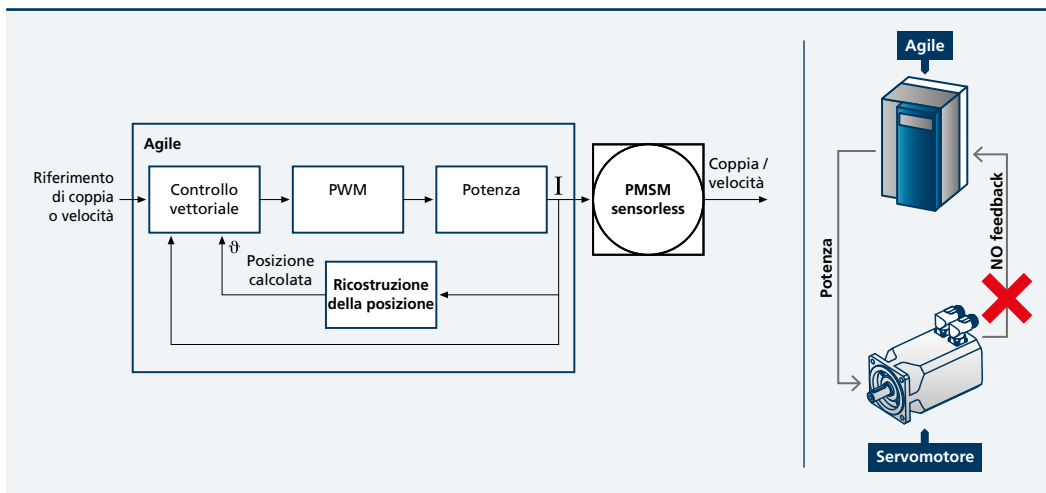 Agile
Riferimento
di coppia
o velocità
Controllo
vettoriale
PWM
Potenza
I
PMSM
sensorless
Coppia /
velocità
ϑ
Posizione
calcolata
Ricostruzione
della posizione
Agile
Potenza
NO feedback
Servomotore